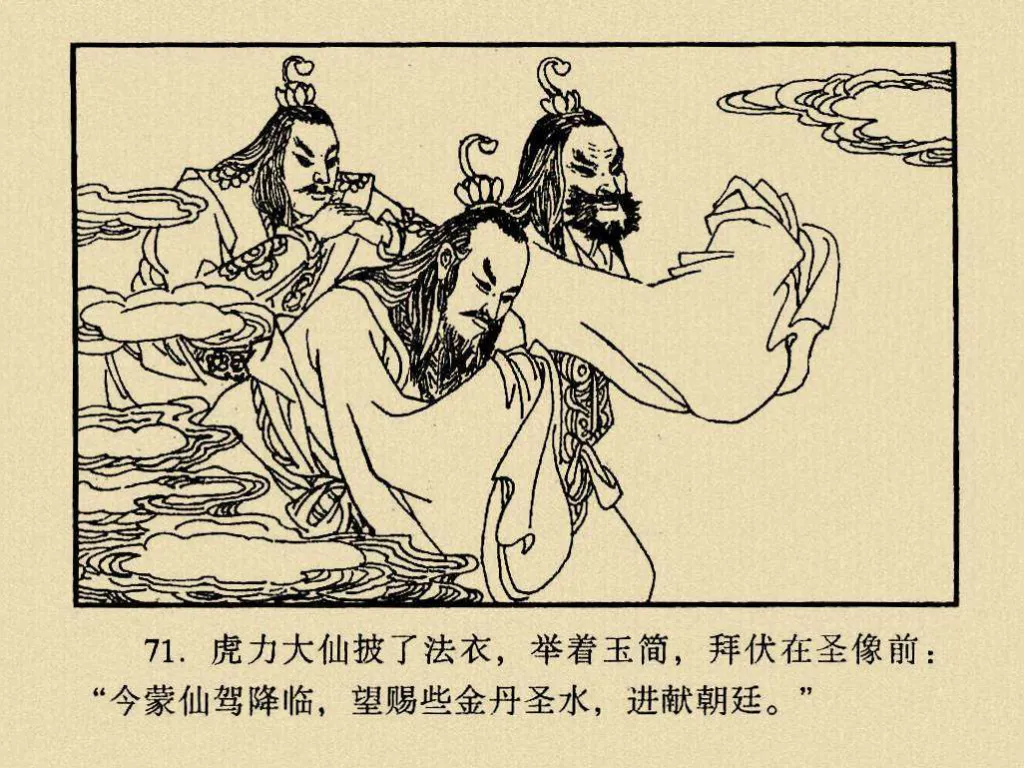 71. 虎力大仙披了法衣，举着玉简，拜伏在圣像前：
“今蒙仙驾降临，望赐些金丹圣水，进献朝廷。”